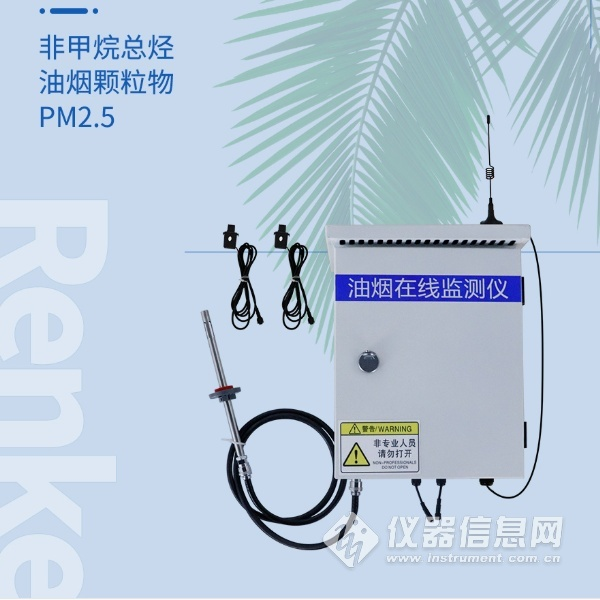 非甲烷总烃
油烟颗粒物
PM2.5
Renke
油烟在线监测仪
警告/WARNING
非专业人员
请勿打开
NON-PROFESSIONALS
DO NOT OPEN
仪器信息网
www.instrument.com.cn